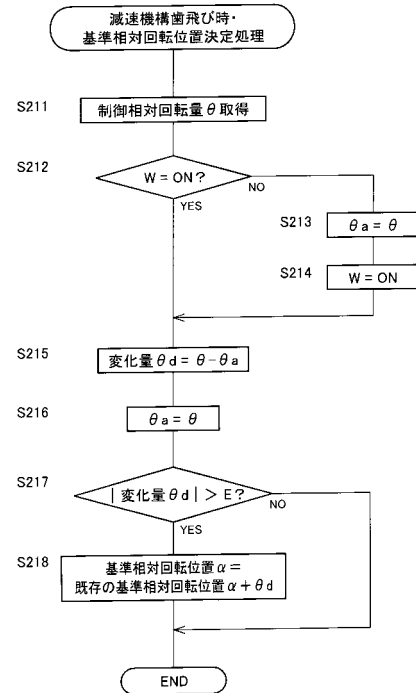 減速機構歯飛び時・
基準相対回転位置決定処理
S211
制御相対回転量θ取得
S212
W=ON?
NO
YES
S213
θa=θ
S214
W=ON
S215
変化量θd=θ-θa
S216
θa=θ
S217
|変化量θd|>E?
NO
YES
S218
基準相対回転位置α=
既存の基準相対回転位置α+θd
END